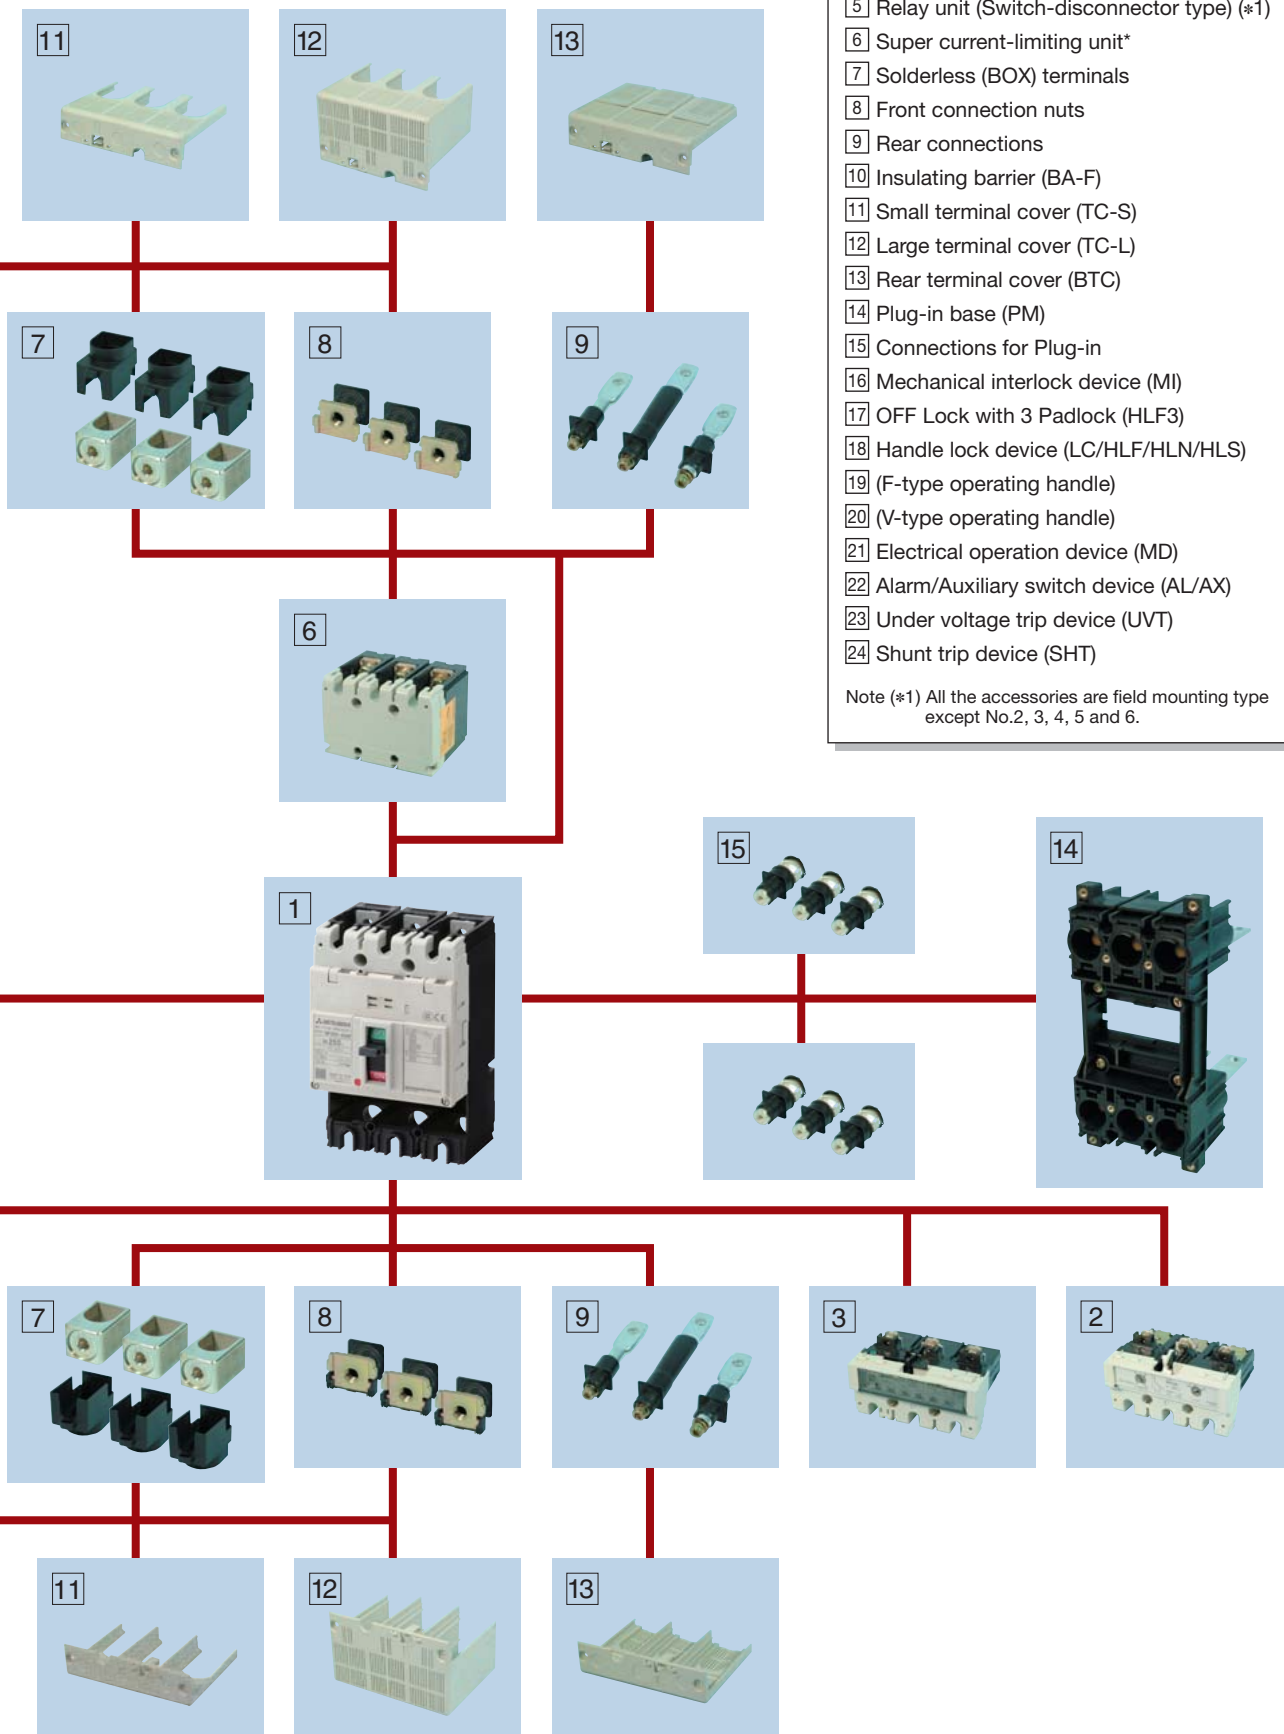 5 Relay unit (Switch-disconnector type) (*1)
6 Super current-limiting unit*
7 Solderless (BOX) terminals
8 Front connection nuts
9 Rear connections
10 Insulating barrier (BA-F)
11 Small terminal cover (TC-S)
12 Large terminal cover (TC-L)
13 Rear terminal cover (BTC)
14 Plug-in base (PM)
15 Connections for Plug-in
16 Mechanical interlock device (MI)
17 OFF Lock with 3 Padlock (HLF3)
18 Handle lock device (LC/HLF/HLN/HLS)
19 (F-type operating handle)
20 (V-type operating handle)
21 Electrical operation device (MD)
22 Alarm/Auxiliary switch device (AL/AX)
23 Under voltage trip device (UVT)
24 Shunt trip device (SHT)
Note (*1) All the accessories are field mounting type
except No.2, 3, 4, 5 and 6.
11
12
13
7
8
9
6
15
14
1
MITSUBISHI
7
8
9
3
2
11
12
13